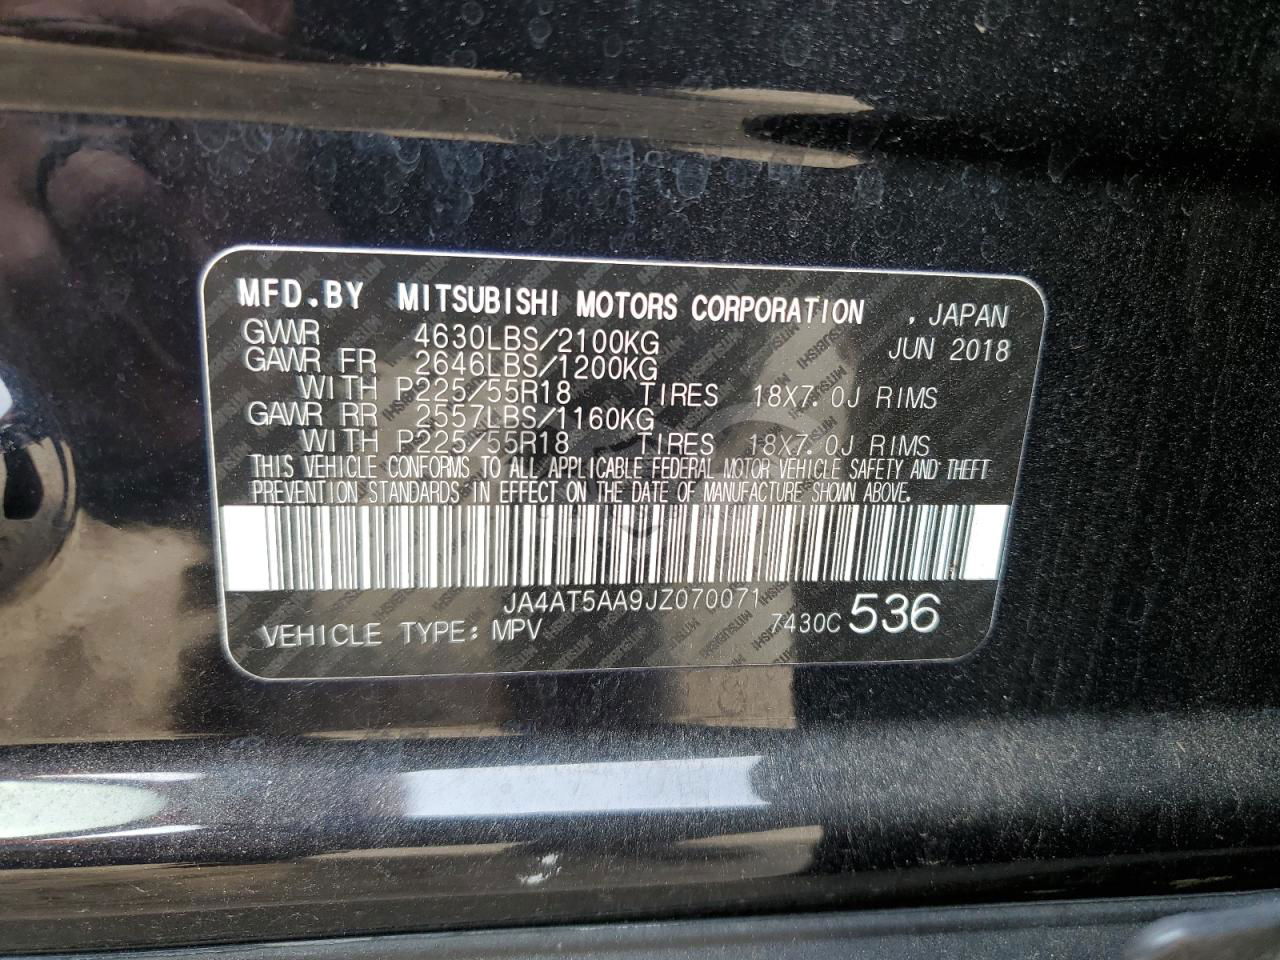 MFD.BY MITSUBISHI MOTORS CORPORATION , JAPAN
GVWR 4630LBS/2100KG JUN 2018
GAWR FR 2646LBS/1200KG
WITH P225/55R18 TIRES 18X7.0J RIMS
GAWR RR 2557LBS/1160KG
WITH P225/55R18 TIRES 18X7.0J RIMS
THIS VEHICLE CONFORMS TO ALL APPLICABLE FEDERAL MOTOR VEHICLE SAFETY AND THEFT
PREVENTION STANDARDS IN EFFECT ON THE DATE OF MANUFACTURE SHOWN ABOVE.
JA4AT5AA9JZ070071
VEHICLE TYPE: MPV 7430C 536